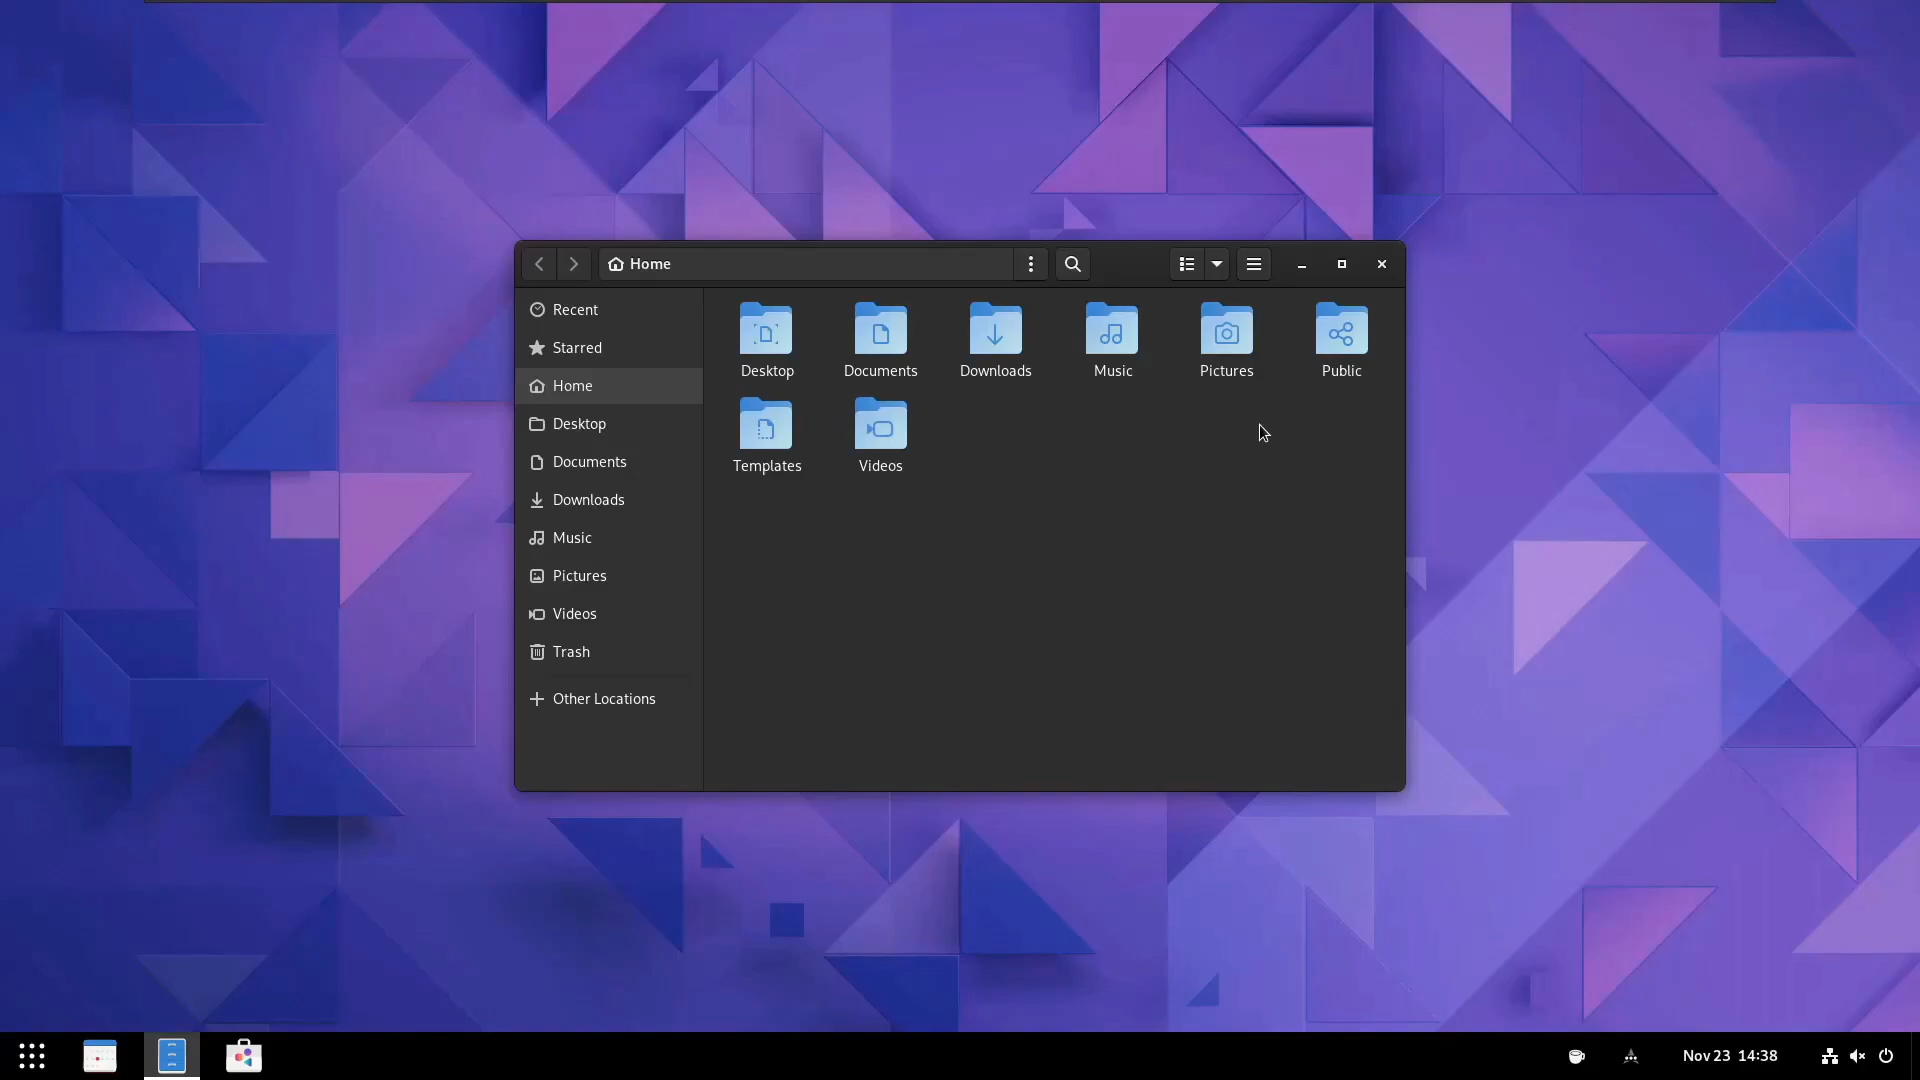 Home
Recent
Starred
Home
Desktop
Documents
Downloads
Music
Pictures
Videos
Trash
Other Locations
Desktop Documents Downloads Music Pictures Public
Templates Videos
Nov 23 14:38